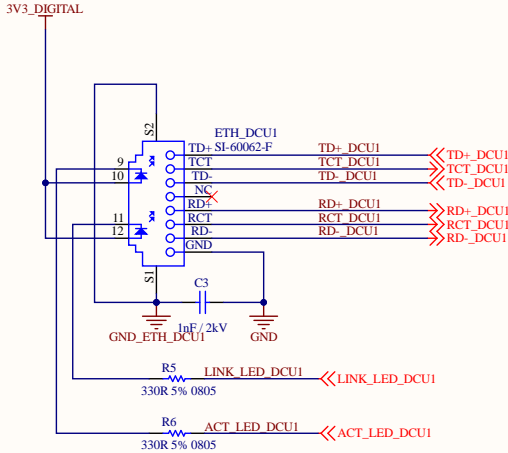 3V3_DIGITAL
S2
ETH_DCU1
SI-60062-F
TD+ TD+_DCU1 TD+_DCU1
9 TCT TCT_DCU1 TCT_DCU1
10 TD- TD-_DCU1 TD-_DCU1
NC
RD+ RD+_DCU1 RD+_DCU1
11 RCT RCT_DCU1 RCT_DCU1
12 RD- RD-_DCU1 RD-_DCU1
GND
S1
C3
1nF / 2kV
GND_ETH_DCU1 GND
R5 LINK_LED_DCU1 LINK_LED_DCU1
330R 5% 0805
R6 ACT_LED_DCU1 ACT_LED_DCU1
330R 5% 0805